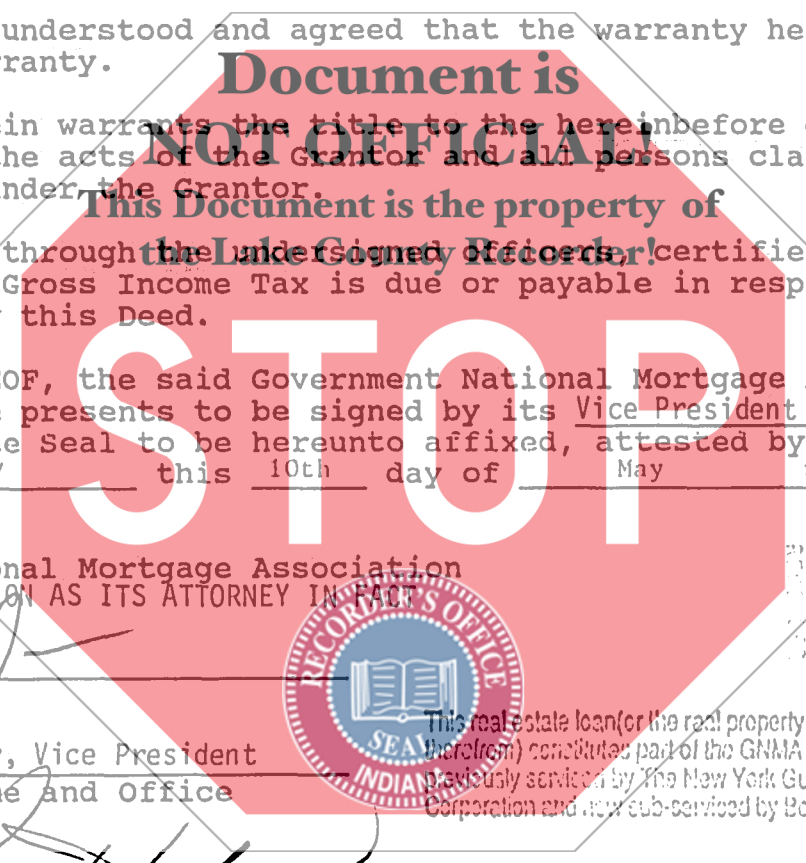 understood and agreed that the warranty he
ranty.
Document is
in warrants the title to the hereinbefore
NOT OFFICIAL!
he acts of the Grantor and all persons cla
nder the Grantor.
This Document is the property of
through the undersigned officers, certifie
the Lake County Recorder!
Gross Income Tax is due or payable in resp
this Deed.
STOP
OF, the said Government National Mortgage
presents to be signed by its Vice President
e Seal to be hereunto affixed, attested by
this 10th day of May
nal Mortgage Association
ON AS ITS ATTORNEY IN FACT
RECORDER'S OFFICE
SEAL
INDIANA
This real estate loan(or the real property
therefrom) constitutes part of the GNMA
, Vice President
previously serviced by The New York Gu
e and Office
Corporation and now sub-serviced by Bo